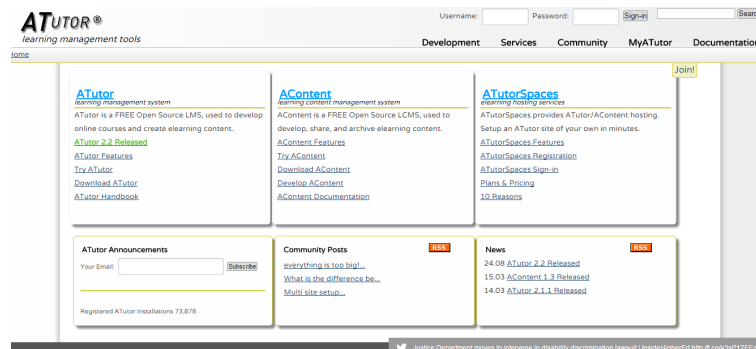 ATUTOR ®
learning management tools
Username:
Password:
Sign-in
Development Services Community MyATutor Documentation
Home
Join!
ATutor
learning management system
ATutor is a FREE Open Source LMS, used to develop
online courses and create elearning content.
ATutor 2.2 Released
ATutor Features
Try ATutor
Download ATutor
ATutor Handbook
AContent
learning content management system
AContent is a FREE Open Source LCMS, used to
develop, share, and archive elearning content.
AContent Features
Try AContent
Download AContent
Develop AContent
AContent Documentation
ATutorSpaces
elearning hosting services
ATutorSpaces provides ATutor/AContent hosting.
Setup an ATutor site of your own in minutes.
ATutorSpaces Features
ATutorSpaces Registration
ATutorSpaces Sign-in
Plans & Pricing
10 Reasons
ATutor Announcements
Your Email:
Subscribe
Registered ATutor Installations 73,878
Community Posts RSS
everything is too big!...
What is the difference be...
Multi site setup...
News RSS
24.08 ATutor 2.2 Released
15.03 AContent 1.3 Released
14.03 ATutor 2.1.1 Released
Justice Department moves to intervene in disability discrimination lawsuit | InsideHigherEd